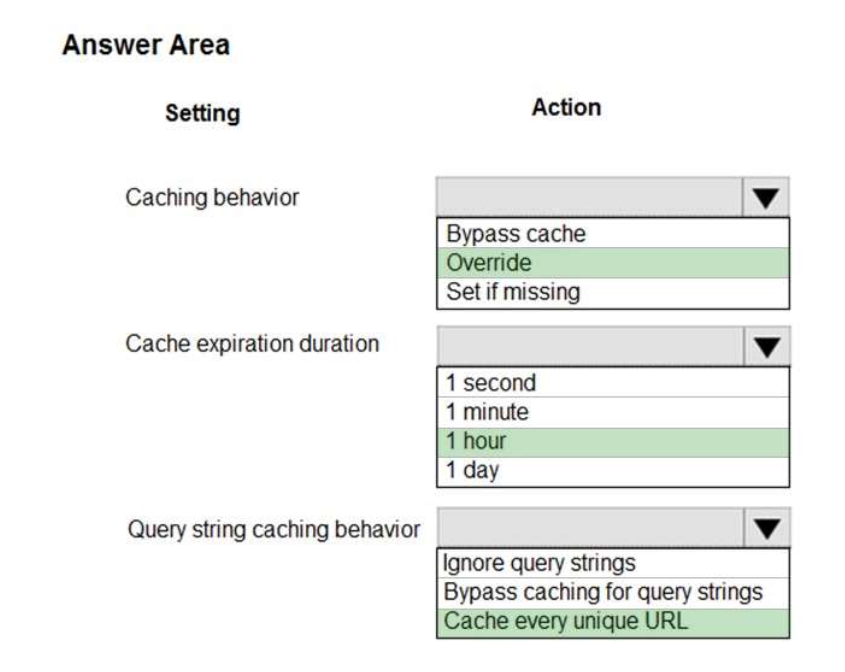 Answer Area
Setting Action
Caching behavior
Bypass cache
Override
Set if missing
Cache expiration duration
1 second
1 minute
1 hour
1 day
Query string caching behavior
Ignore query strings
Bypass caching for query strings
Cache every unique URL